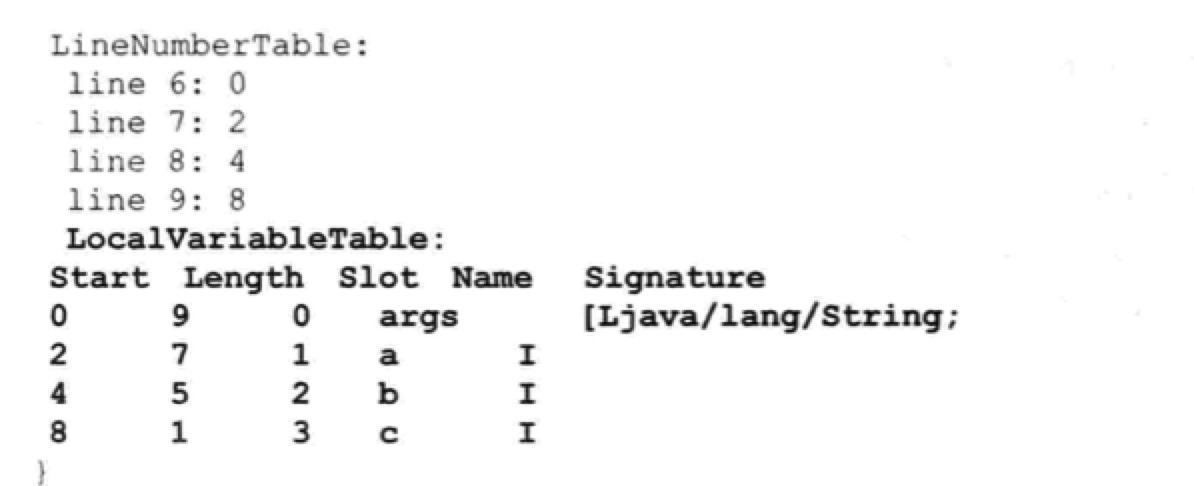 LineNumberTable:
line 6: 0
line 7: 2
line 8: 4
line 9: 8
LocalVariableTable:
Start Length Slot Name Signature
0 9 0 args [Ljava/lang/String;
2 7 1 a I
4 5 2 b I
8 1 3 c I
}